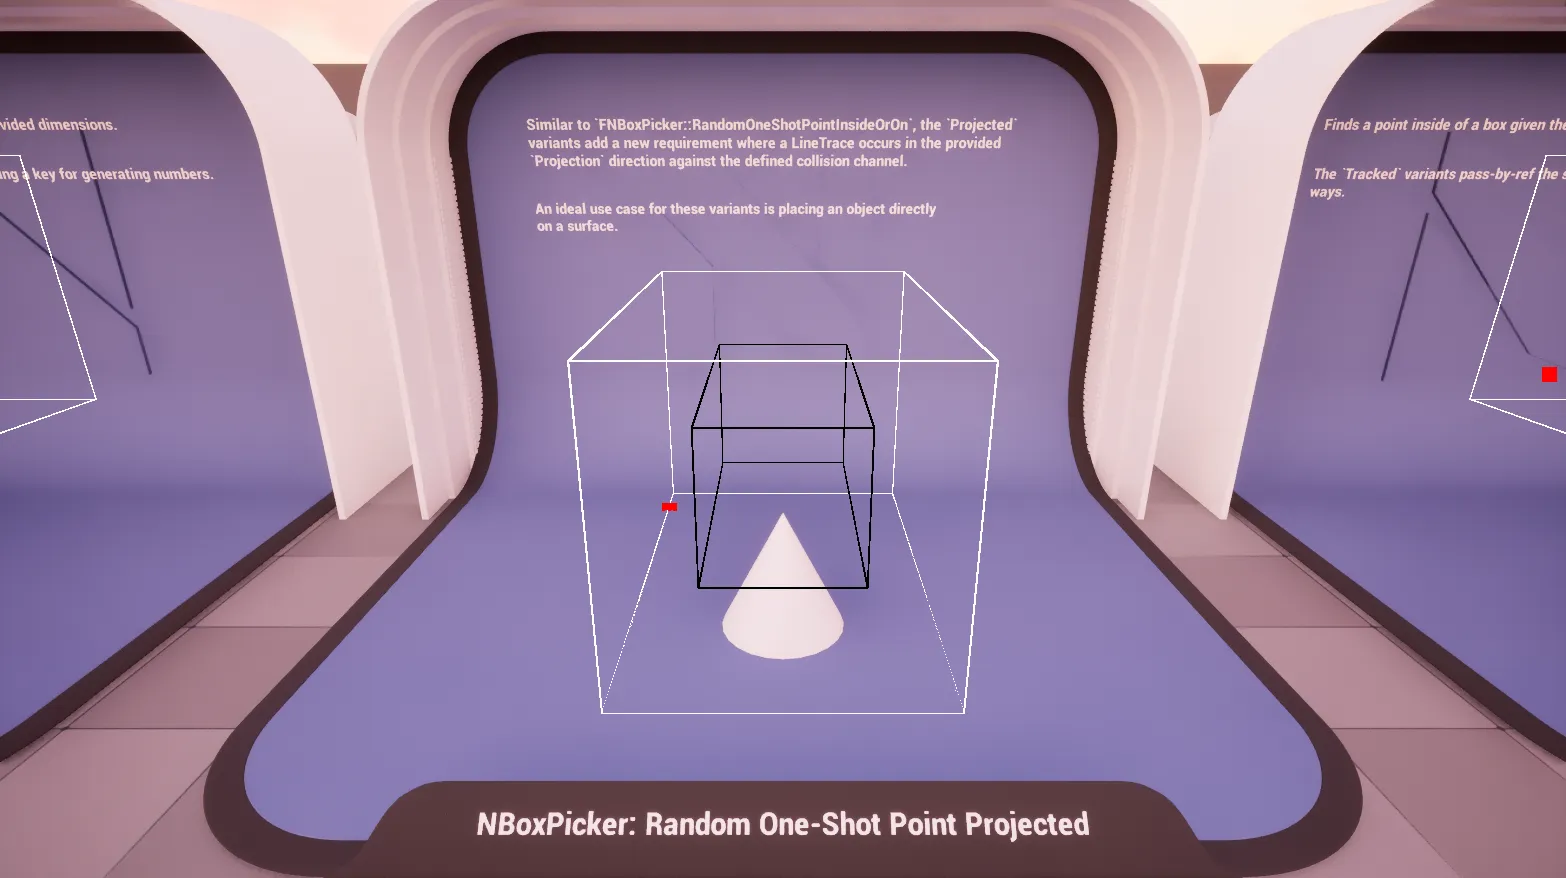 vided dimensions.
ng a key for generating numbers.
Similar to `FNBoxPicker::RandomOneShotPointInsideOrOn`, the `Projected`
variants add a new requirement where a LineTrace occurs in the provided
`Projection` direction against the defined collision channel.
An ideal use case for these variants is placing an object directly
on a surface.
Finds a point inside of a box given the
The `Tracked` variants pass-by-ref the s
ways.
NBoxPicker: Random One-Shot Point Projected